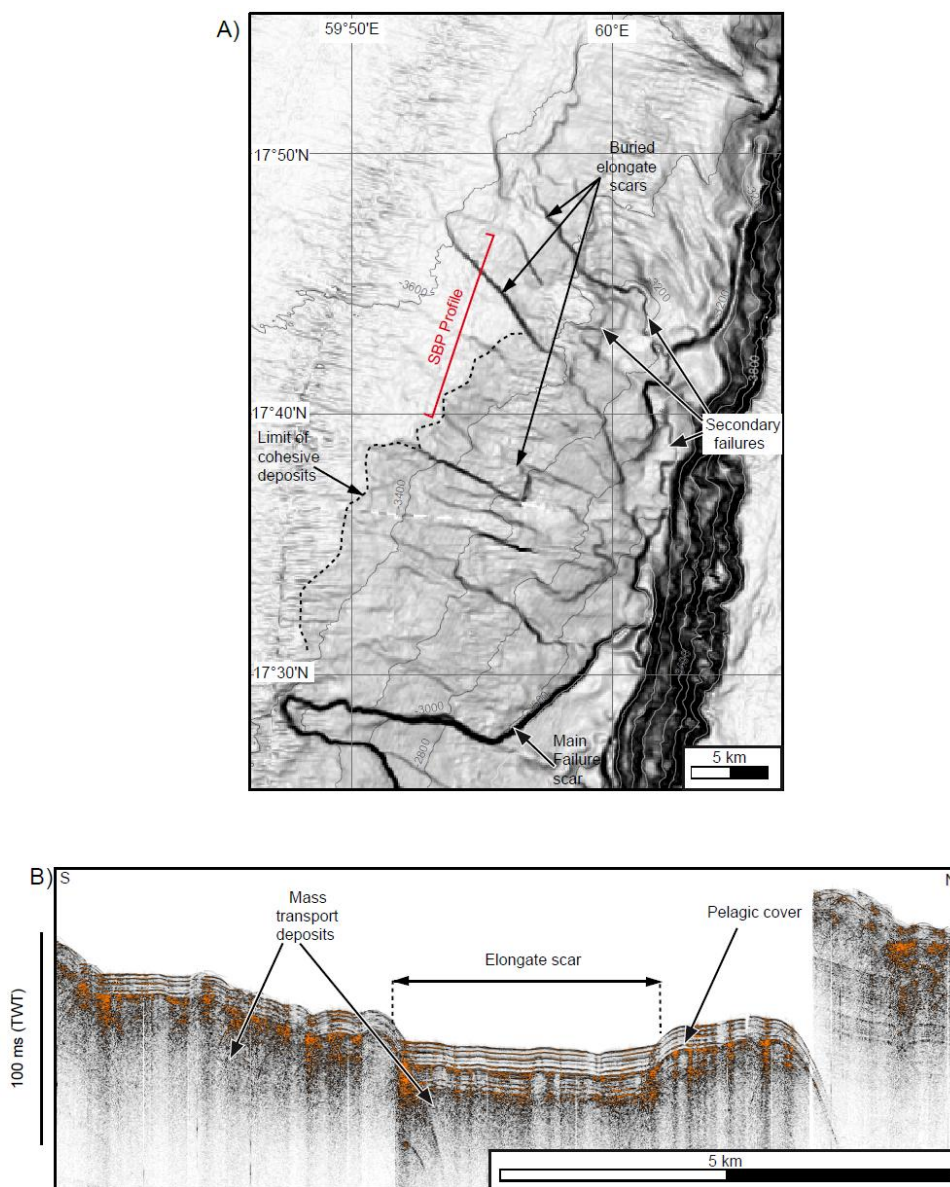 A)
59°50'E
60°E
17°50'N
Buried
elongate
scars
-3600
-3200
SBP Profile
3800
17°40'N
Limit of
cohesive
deposits
Secondary
failures
-3400
17°30'N
-3000
2800
Main
Failure
scar
5 km
B)
S
N
Mass
transport
deposits
Pelagic cover
Elongate scar
100 ms (TWT)
5 km